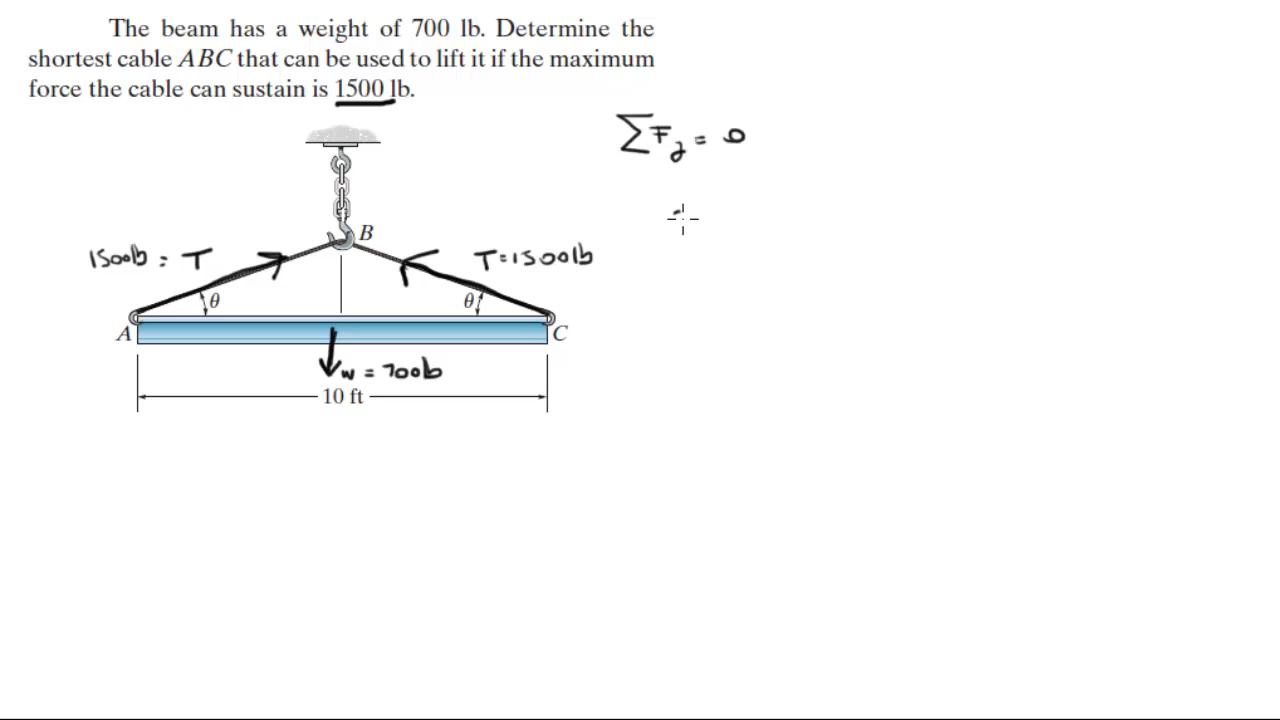 The beam has a weight of 700 lb. Determine the
shortest cable ABC that can be used to lift it if the maximum
force the cable can sustain is 1500 lb.
ΣFy = 0
B
1500lb = T
T=1500lb
θ
θ
A
C
w = 700lb
10 ft